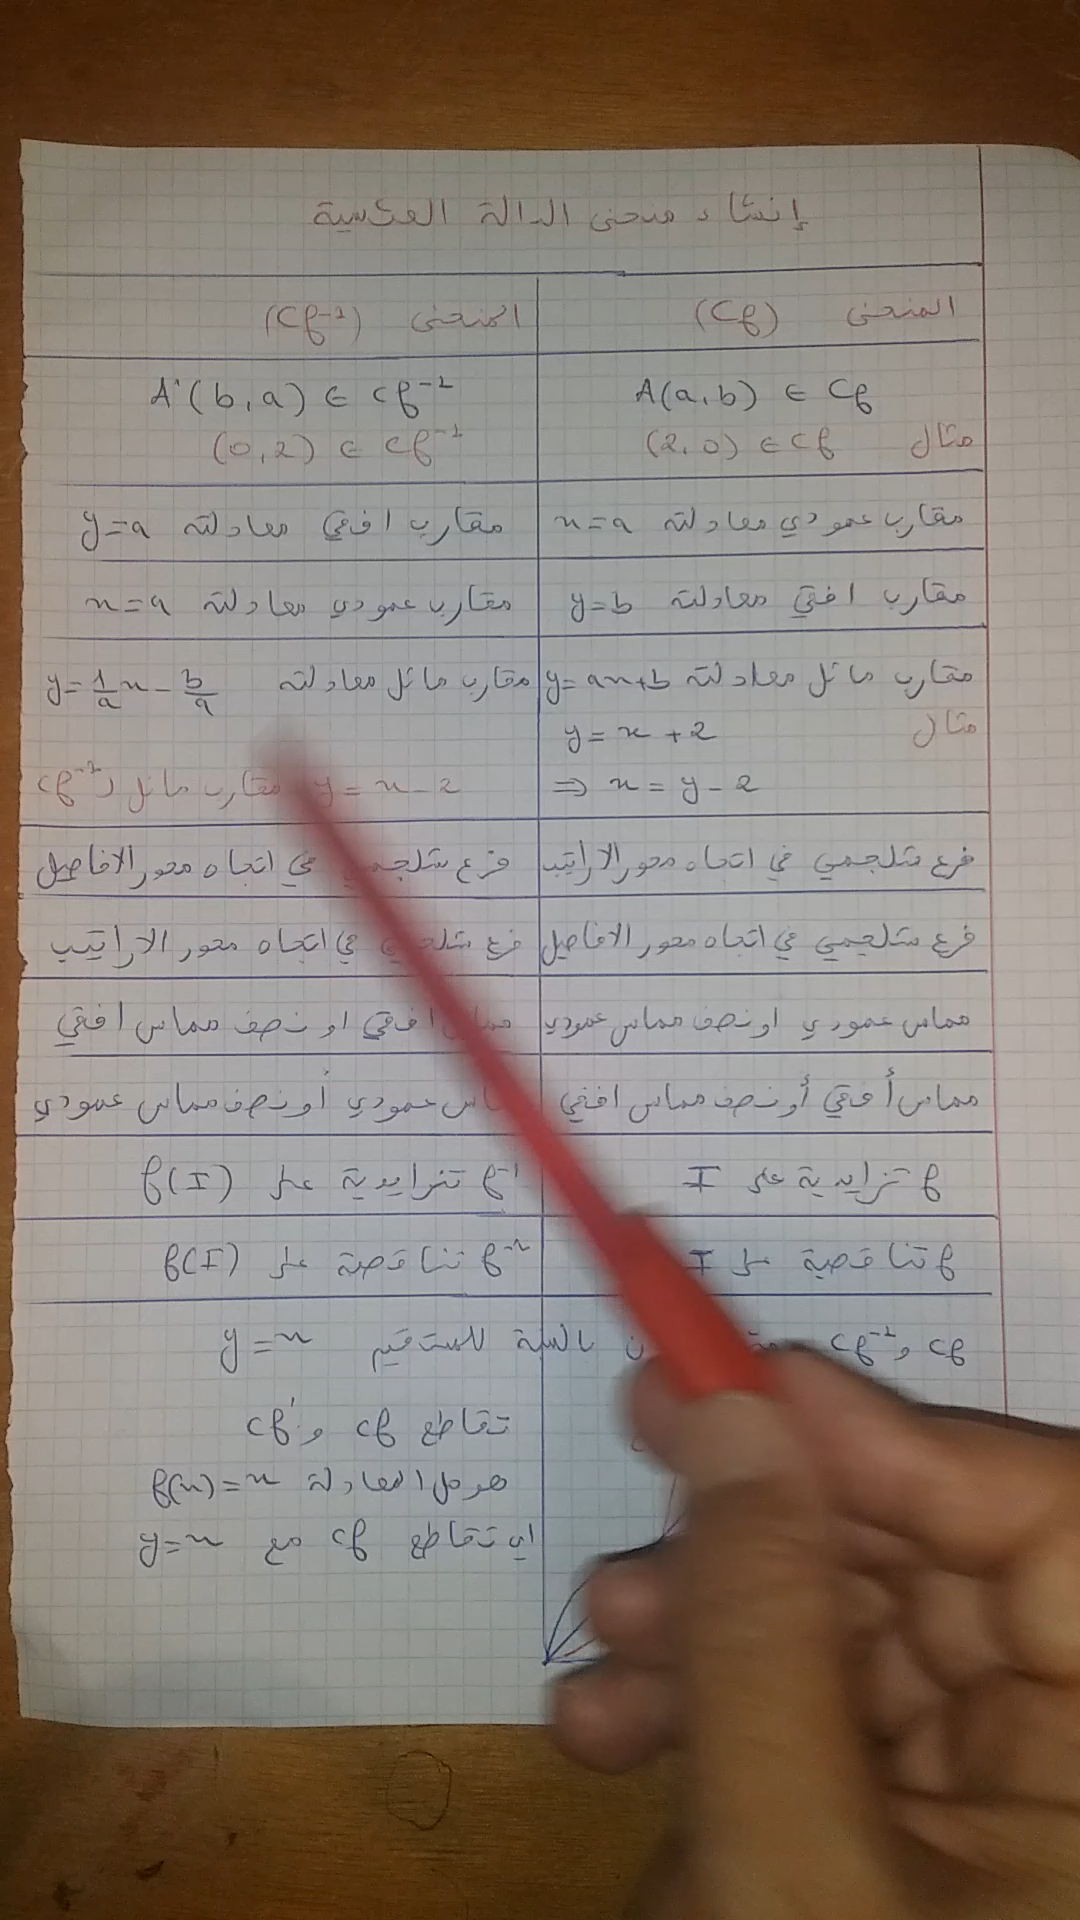 إنشاء منحنى الدالة العكسية
المنحنى (Cf) المنحنى (Cf⁻¹)
A(a,b) ∈ Cf A'(b,a) ∈ Cf⁻¹
مثال (2,0) ∈ Cf (0,2) ∈ Cf⁻¹
مقارب عمودي معادلته x=a مقارب افقي معادلته y=a
مقارب افقي معادلته y=b مقارب عمودي معادلته x=a
مقارب مائل معادلته y=ax+b مقارب مائل معادلته y=1/a x - b/a
مثال y = x + 2
⇒ x = y - 2 y = x - 2 مقارب مائل لـ Cf⁻¹
فرع شلجمي في اتجاه محور الاراتيب فرع شلجمي في اتجاه محور الافاصيل
فرع شلجمي في اتجاه محور الافاصيل فرع شلجمي في اتجاه محور الاراتيب
مماس عمودي او نصف مماس عمودي افقي او نصف مماس افقي
مماس أفقي أو نصف مماس افقي عمودي أو نصف مماس عمودي
f تزايدية على I f⁻¹ تزايدية على f(I)
f تناقصية على I f⁻¹ تناقصية على f(I)
Cf و Cf⁻¹ بالنسبة للمستقيم y=x
تقاطع Cf و Cf'
هو حل المعادلة f(x)=x
اي تقاطع Cf مع y=x